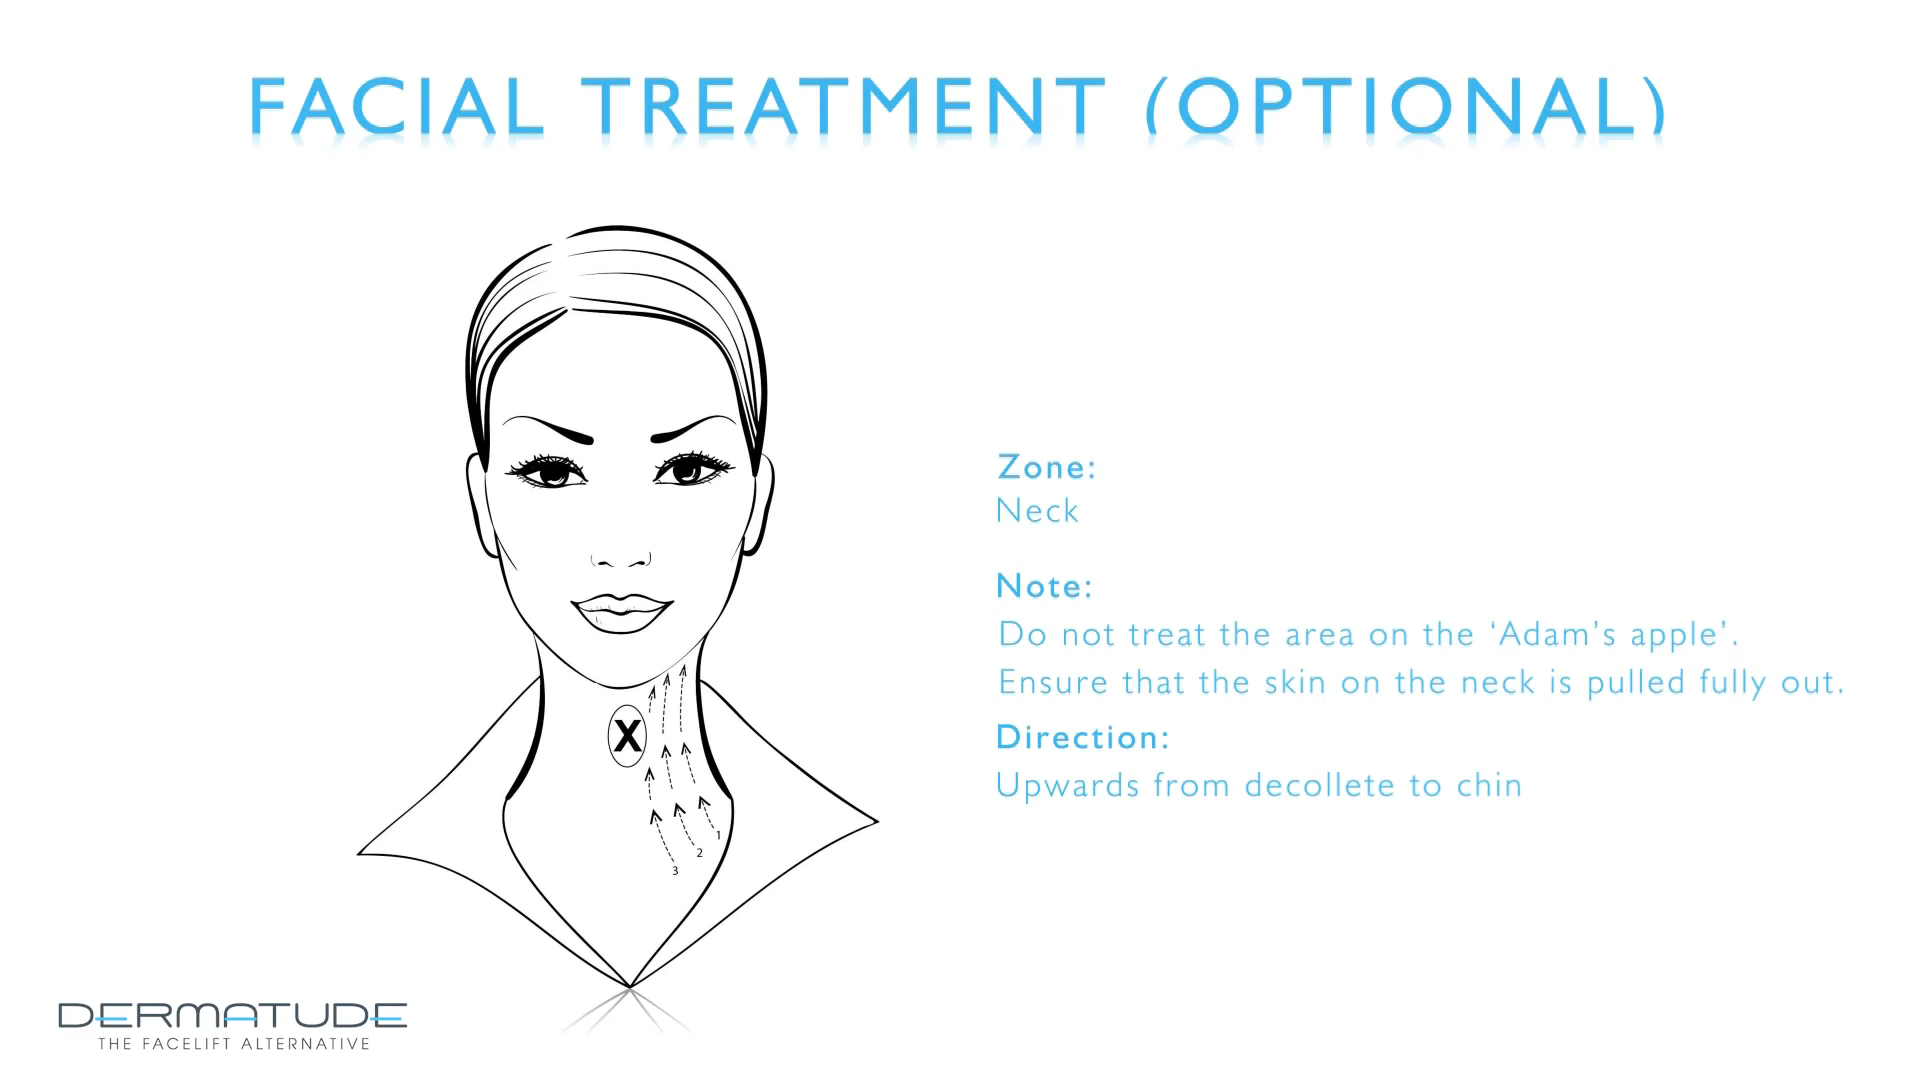 FACIAL TREATMENT (OPTIONAL)
Zone:
Neck
Note:
Do not treat the area on the ‘Adam’s apple’.
Ensure that the skin on the neck is pulled fully out.
Direction:
Upwards from decollete to chin
X
1
2
3
DERMATUDE
THE FACELIFT ALTERNATIVE